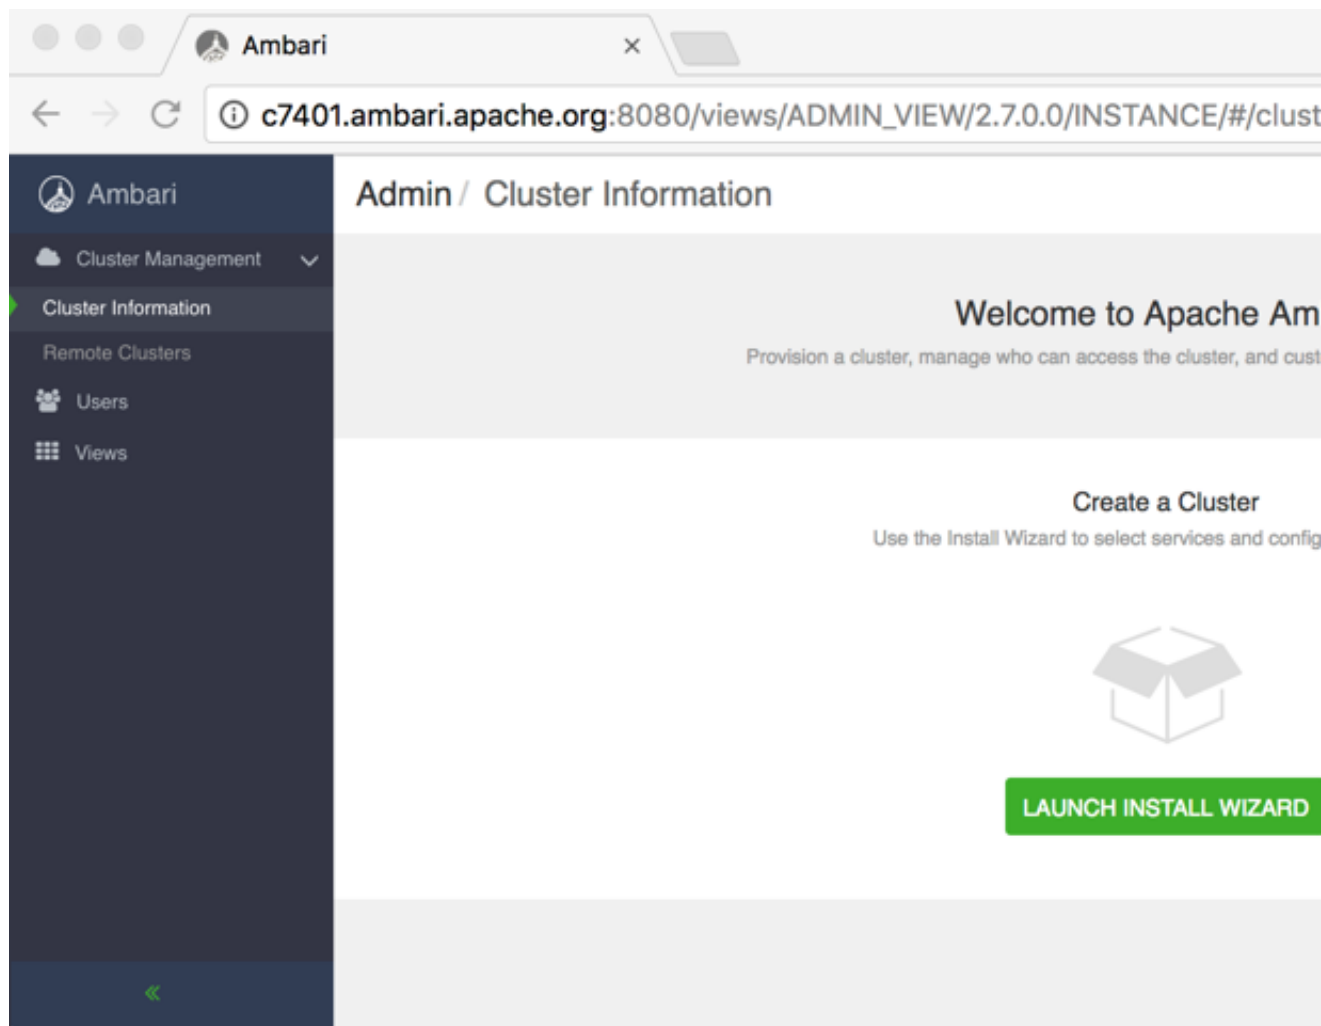 Ambari
c7401.ambari.apache.org:8080/views/ADMIN_VIEW/2.7.0.0/INSTANCE/#/clust
Ambari
Admin / Cluster Information
Cluster Management
Cluster Information
Remote Clusters
Users
Views
Welcome to Apache Am
Provision a cluster, manage who can access the cluster, and cust
Create a Cluster
Use the Install Wizard to select services and config
LAUNCH INSTALL WIZARD